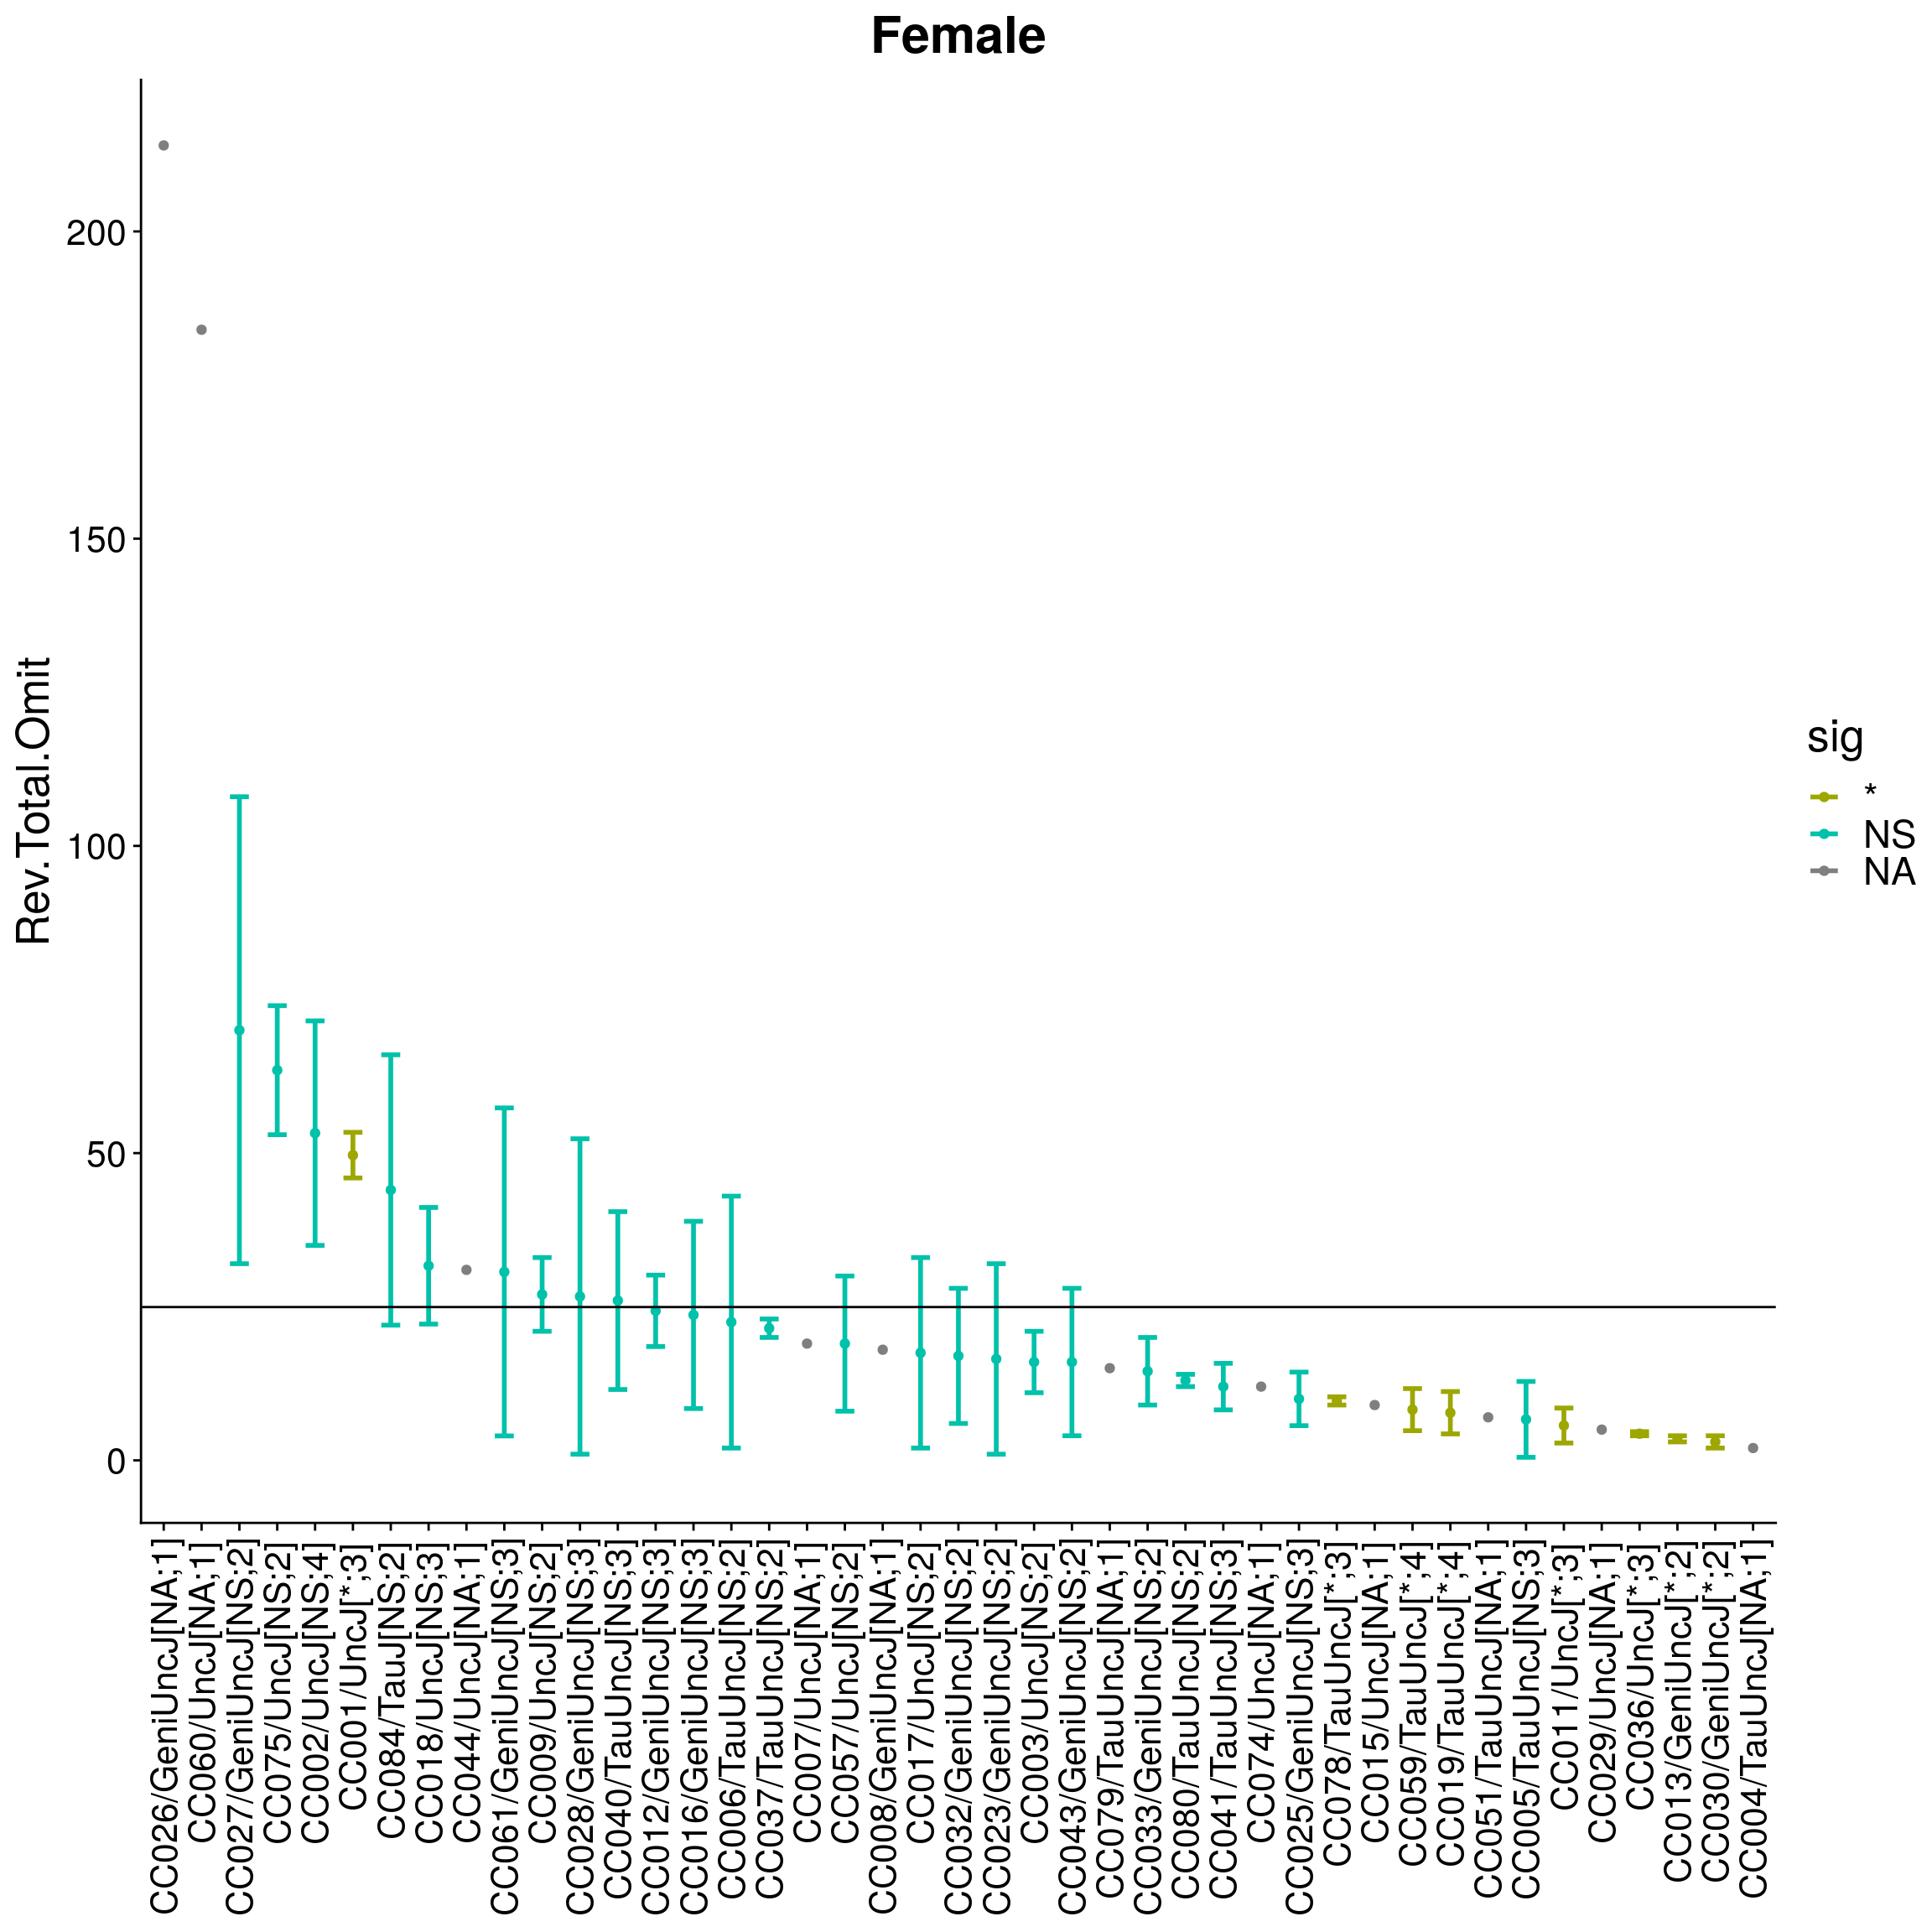 Female
Rev.Total.Omit
200
150
100
50
0
CC026/GeniUncJ[NA;1]
CC060/UncJ[NA;1]
CC027/GeniUncJ[NS;2]
CC075/UncJ[NS;2]
CC002/UncJ[NS;4]
CC001/UncJ[*;3]
CC084/TauJ[NS;2]
CC018/UncJ[NS;3]
CC044/UncJ[NA;1]
CC061/GeniUncJ[NS;3]
CC009/UncJ[NS;2]
CC028/GeniUncJ[NS;3]
CC040/TauUncJ[NS;3]
CC012/GeniUncJ[NS;3]
CC016/GeniUncJ[NS;3]
CC006/TauUncJ[NS;2]
CC037/TauUncJ[NS;2]
CC007/UncJ[NA;1]
CC057/UncJ[NS;2]
CC008/GeniUncJ[NA;1]
CC017/UncJ[NS;2]
CC032/GeniUncJ[NS;2]
CC023/GeniUncJ[NS;2]
CC003/UncJ[NS;2]
CC043/GeniUncJ[NS;2]
CC079/TauUncJ[NA;1]
CC033/GeniUncJ[NS;2]
CC080/TauUncJ[NS;2]
CC041/TauUncJ[NS;3]
CC074/UncJ[NA;1]
CC025/GeniUncJ[NS;3]
CC078/TauUncJ[*;3]
CC015/UncJ[NA;1]
CC059/TauUncJ[*;4]
CC019/TauUncJ[*;4]
CC051/TauUncJ[NA;1]
CC005/TauUncJ[NS;3]
CC011/UncJ[*;3]
CC029/UncJ[NA;1]
CC036/UncJ[*;3]
CC013/GeniUncJ[*;2]
CC030/GeniUncJ[*;2]
CC004/TauUncJ[NA;1]
sig
*
NS
NA